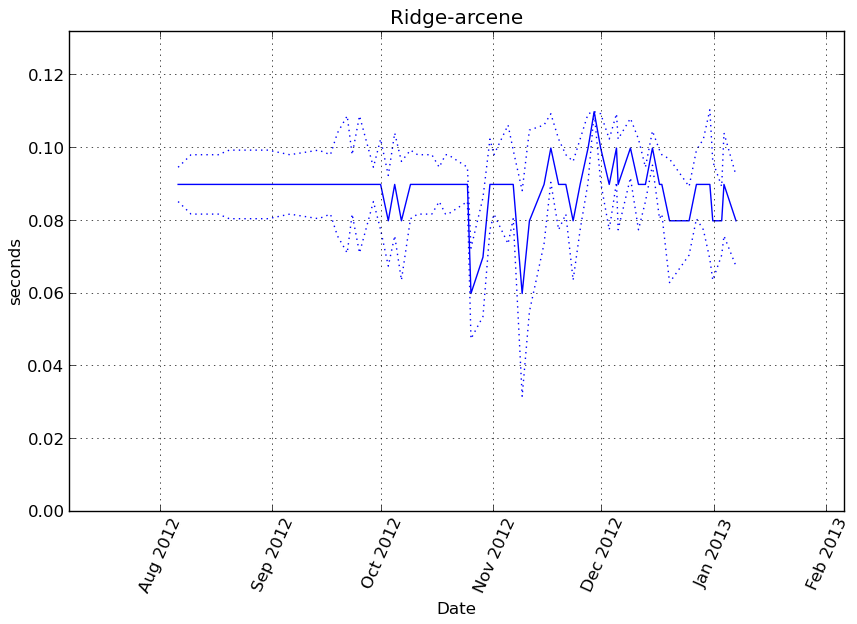 Ridge-arcene
0.12
0.10
0.08
0.06
0.04
0.02
0.00
seconds
Aug 2012
Sep 2012
Oct 2012
Nov 2012
Dec 2012
Jan 2013
Feb 2013
Date